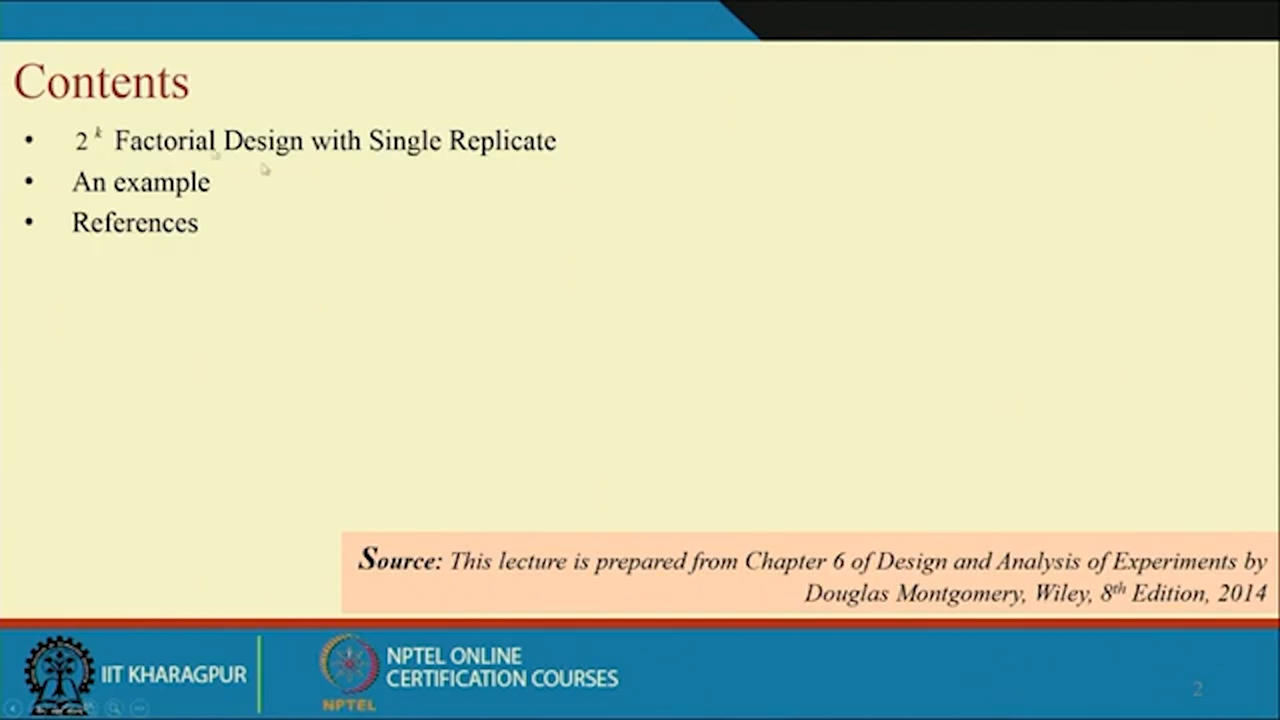 Contents
• 2 k Factorial Design with Single Replicate
• An example
• References
Source: This lecture is prepared from Chapter 6 of Design and Analysis of Experiments by
Douglas Montgomery, Wiley, 8th Edition, 2014
IIT KHARAGPUR
NPTEL
NPTEL ONLINE
CERTIFICATION COURSES
2